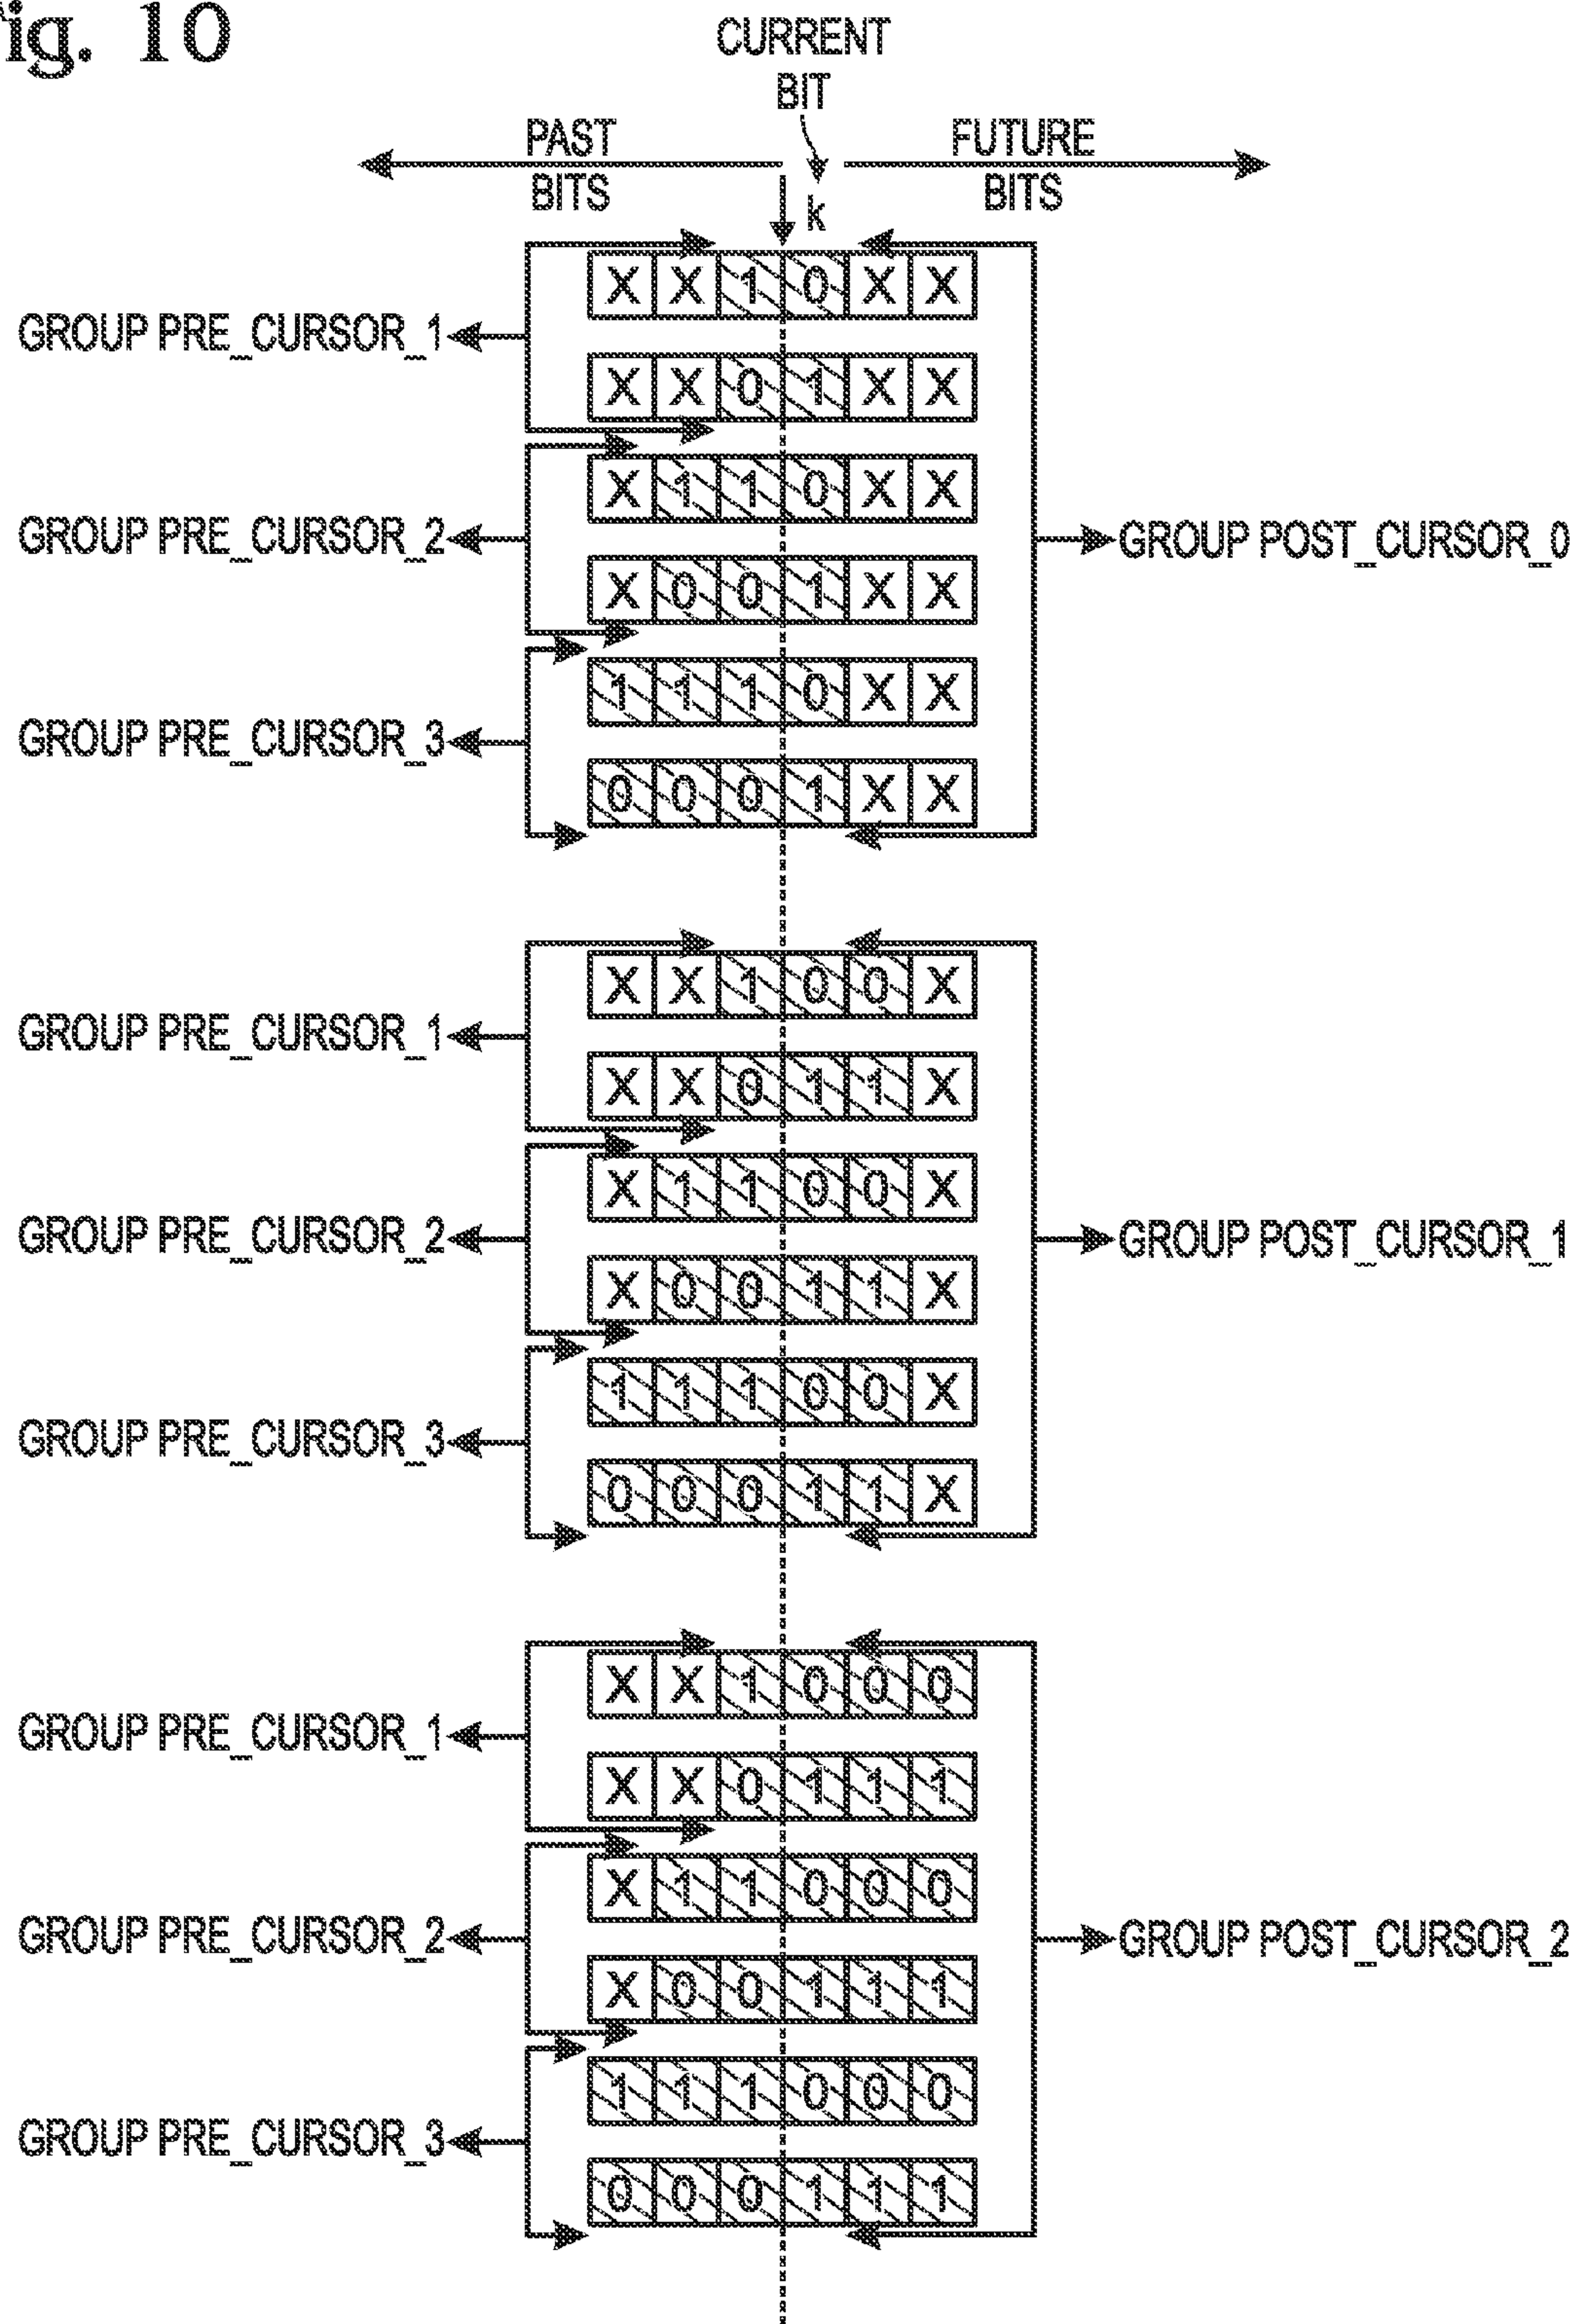 Fig. 10
CURRENT
BIT
PAST
BITS
FUTURE
BITS
k
X X 1 0 X X
GROUP PRE_CURSOR_1
X X 0 1 X X
X 1 1 0 X X
GROUP PRE_CURSOR_2
GROUP POST_CURSOR_0
X 0 0 1 X X
1 1 1 0 X X
GROUP PRE_CURSOR_3
0 0 0 1 X X
X X 1 0 0 X
GROUP PRE_CURSOR_1
X X 0 1 1 X
X 1 1 0 0 X
GROUP PRE_CURSOR_2
GROUP POST_CURSOR_1
X 0 0 1 1 X
1 1 1 0 0 X
GROUP PRE_CURSOR_3
0 0 0 1 1 X
X X 1 0 0 0
GROUP PRE_CURSOR_1
X X 0 1 1 1
X 1 1 0 0 0
GROUP PRE_CURSOR_2
GROUP POST_CURSOR_2
X 0 0 1 1 1
1 1 1 0 0 0
GROUP PRE_CURSOR_3
0 0 0 1 1 1